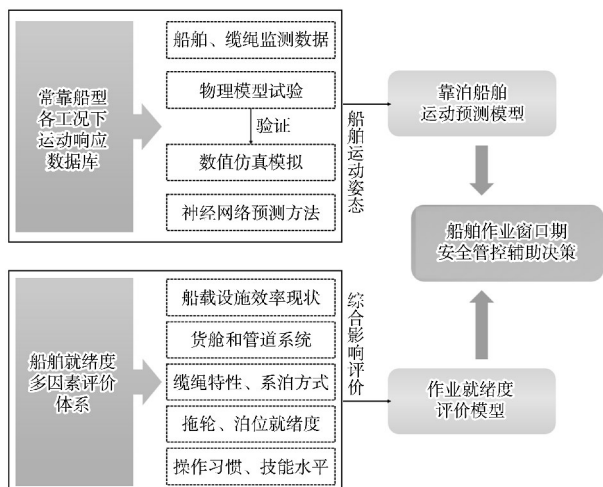 常靠船型
各工况下
运动响应
数据库
船舶、缆绳监测数据
物理模型试验
验证
数值仿真模拟
神经网络预测方法
船舶运动姿态
靠泊船舶
运动预测模型
船舶作业窗口期
安全管控辅助决策
船舶就绪度
多因素评价
体系
船载设施效率现状
货舱和管道系统
缆绳特性、系泊方式
拖轮、泊位就绪度
操作习惯、技能水平
综合影响评价
作业就绪度
评价模型